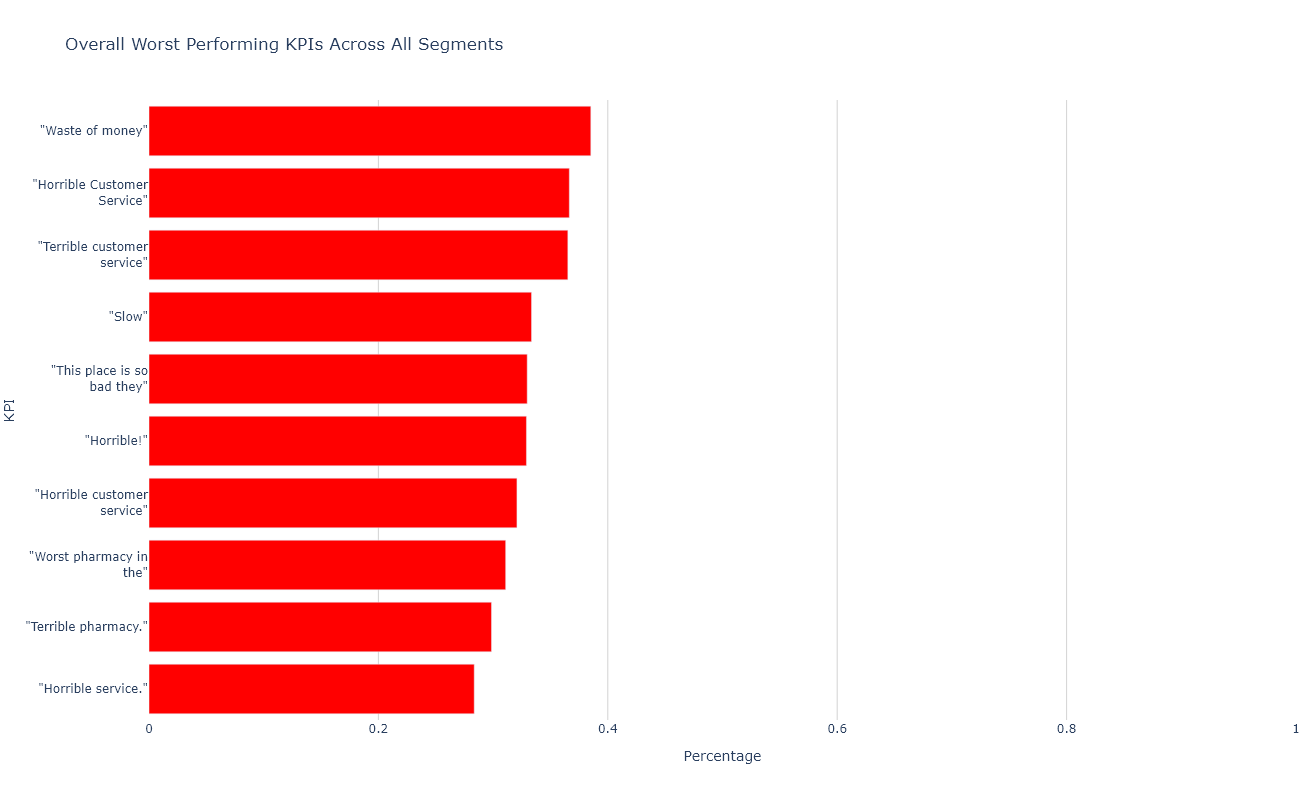 Overall Worst Performing KPIs Across All Segments
"Waste of money"
"Horrible Customer
Service"
"Terrible customer
service"
"Slow"
"This place is so
bad they"
"Horrible!"
"Horrible customer
service"
"Worst pharmacy in
the"
"Terrible pharmacy."
"Horrible service."
KPI
0
0.2
0.4
0.6
0.8
1
Percentage